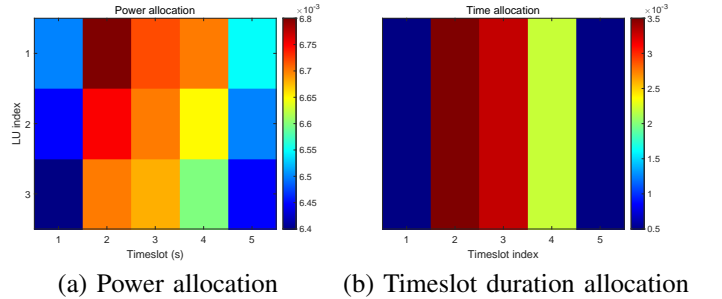 Power allocation
×10⁻³
6.8
6.75
6.7
6.65
6.6
6.55
6.5
6.45
6.4
LU index
1
2
3
1 2 3 4 5
Timeslot (s)
(a) Power allocation
Time allocation
×10⁻³
3.5
3
2.5
2
1.5
1
0.5
1 2 3 4 5
Timeslot index
(b) Timeslot duration allocation